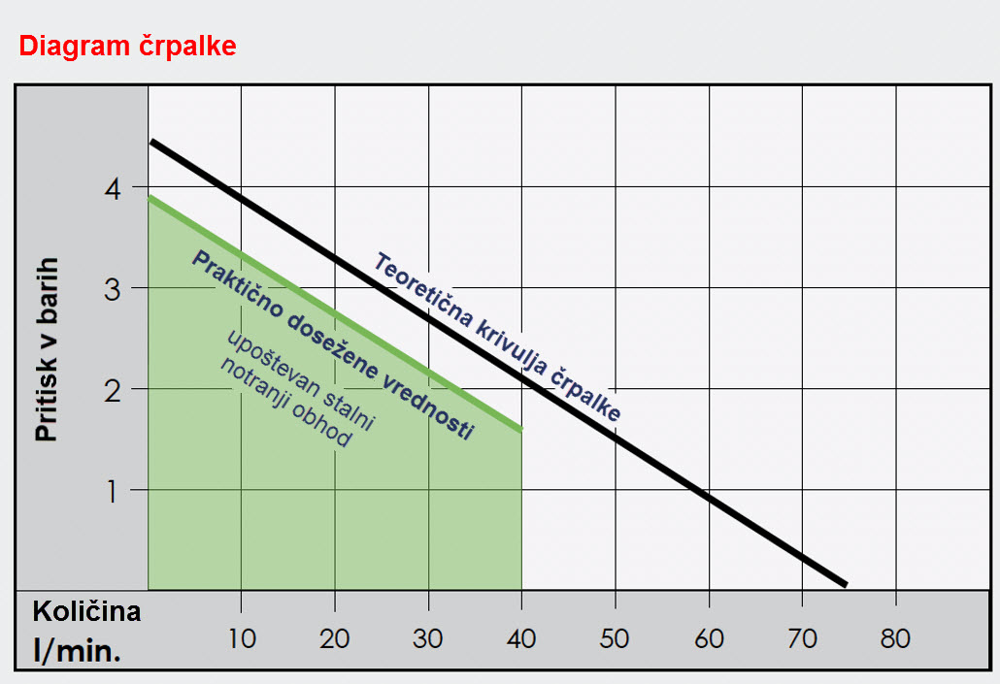 Diagram črpalke
Pritisk v barih
4
3
2
1
Teoretična krivulja črpalke
Praktično dosežene vrednosti
upoštevan stalni
notranji obhod
Količina
l/min.
10 20 30 40 50 60 70 80